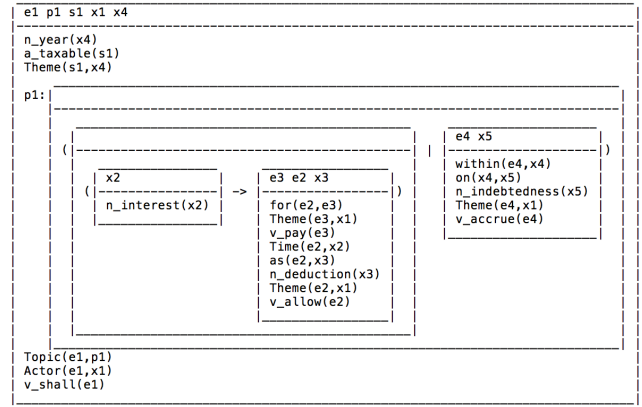 e1 p1 s1 x1 x4
n_year(x4)
a_taxable(s1)
Theme(s1,x4)
p1:
e4 x5
( | )
within(e4,x4)
x2 e3 e2 x3
on(x4,x5)
( -> )
n_interest(x2) for(e2,e3) n_indebtedness(x5)
Theme(e3,x1) Theme(e4,x1)
v_pay(e3) v_accrue(e4)
Time(e2,x2)
as(e2,x3)
n_deduction(x3)
Theme(e2,x1)
v_allow(e2)
Topic(e1,p1)
Actor(e1,x1)
v_shall(e1)